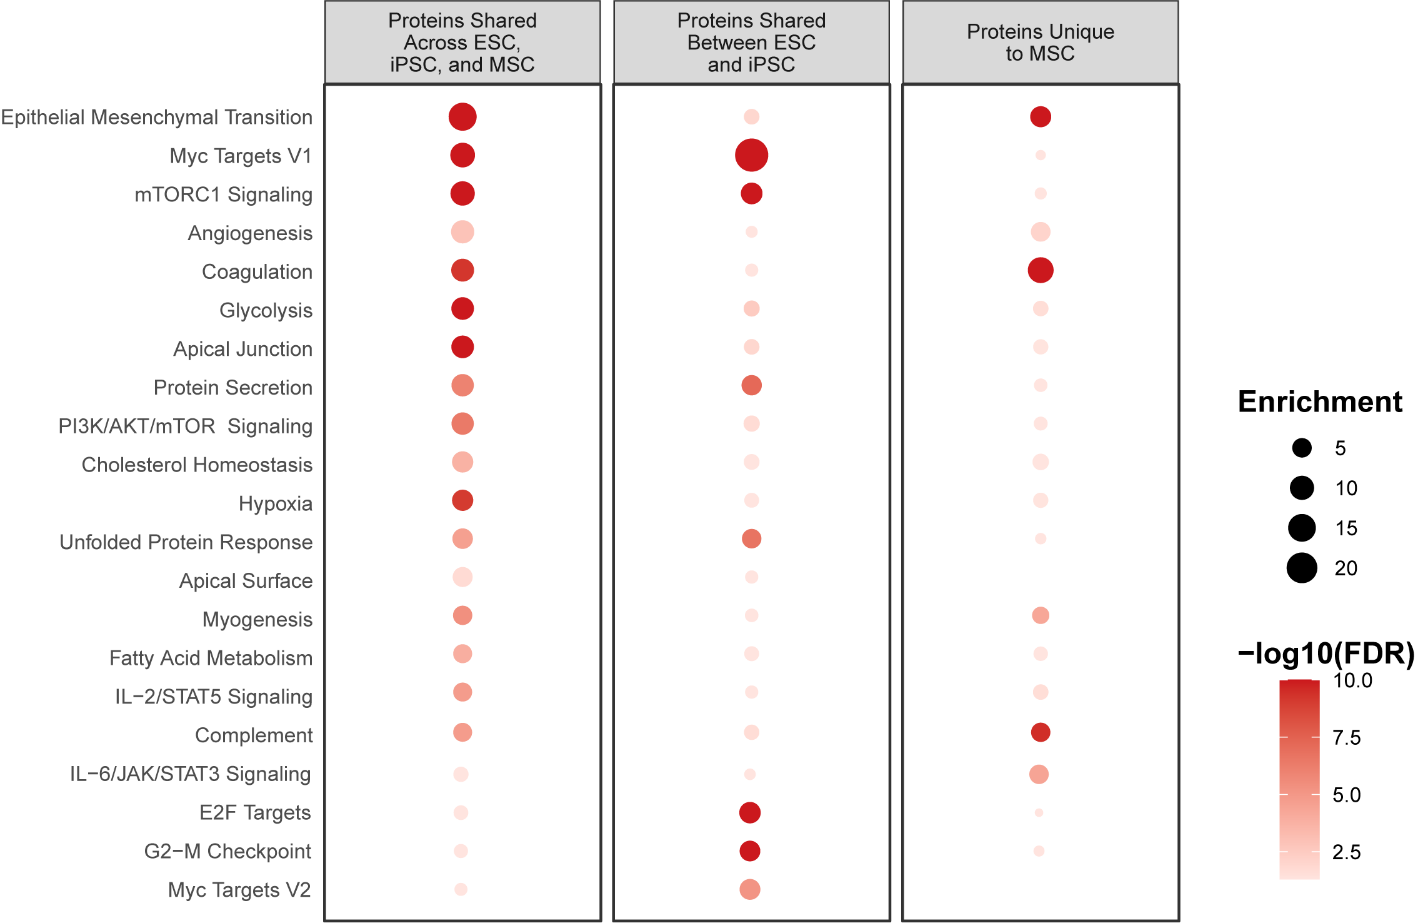 Proteins Shared
Across ESC,
iPSC, and MSC
Proteins Shared
Between ESC
and iPSC
Proteins Unique
to MSC
Epithelial Mesenchymal Transition
Myc Targets V1
mTORC1 Signaling
Angiogenesis
Coagulation
Glycolysis
Apical Junction
Protein Secretion
PI3K/AKT/mTOR  Signaling
Cholesterol Homeostasis
Hypoxia
Unfolded Protein Response
Apical Surface
Myogenesis
Fatty Acid Metabolism
IL−2/STAT5 Signaling
Complement
IL−6/JAK/STAT3 Signaling
E2F Targets
G2−M Checkpoint
Myc Targets V2
Enrichment
5
10
15
20
−log10(FDR)
10.0
7.5
5.0
2.5